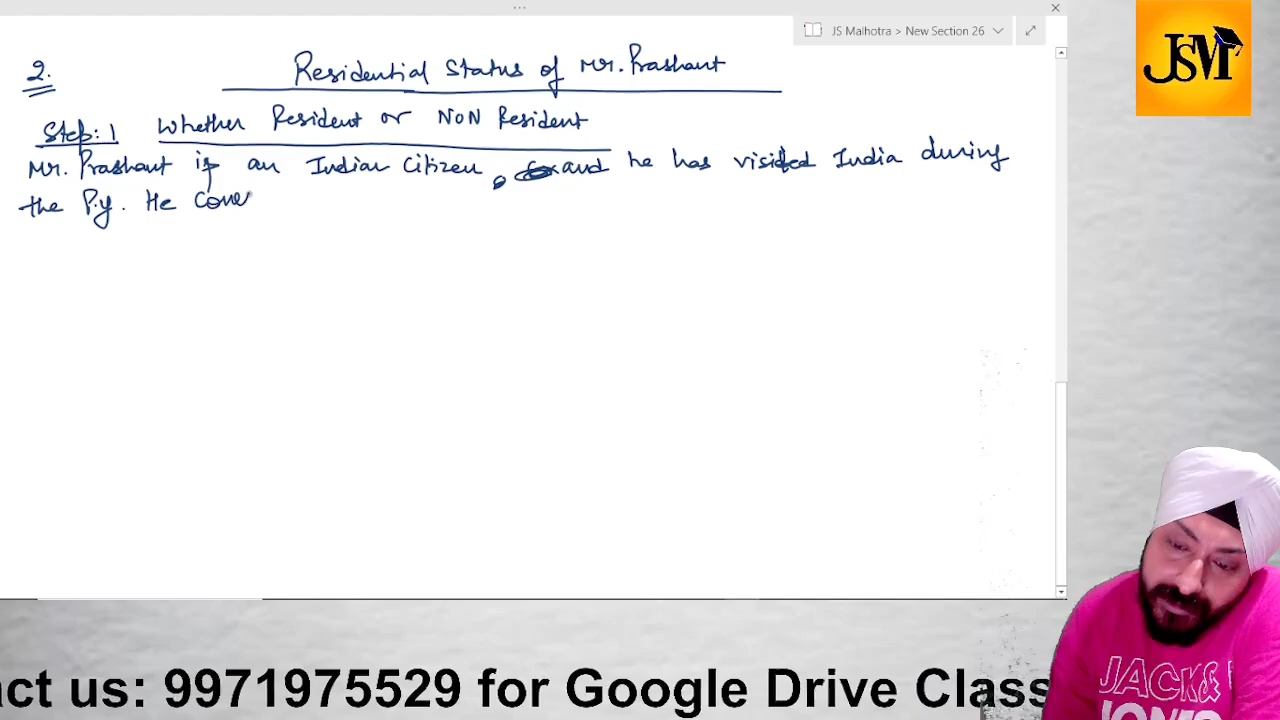 JS Malhotra > New Section 26
JSM
2. Residential Status of Mr. Prashant
Step: 1 Whether Resident or NON Resident
Mr. Prashant is an Indian Citizen, and he has visited India during
the P.y. He
act us: 9971975529 for Google Drive Class
JACK&
JONES